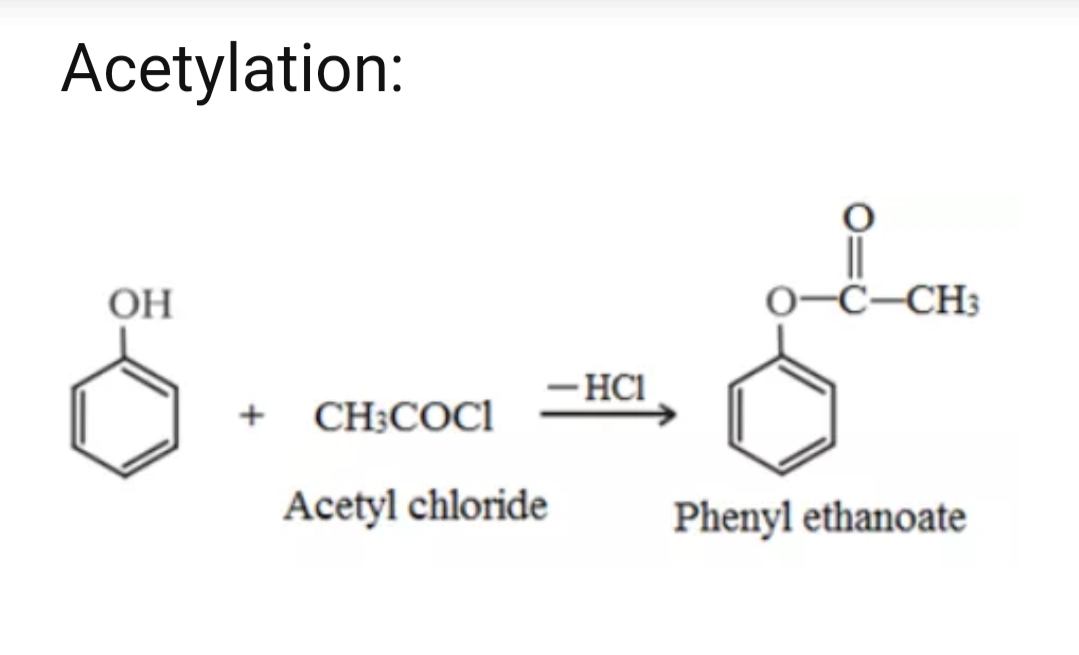 Acetylation:
O
OH
O—C—CH₃
—HCl
+ CH₃COCl
Acetyl chloride
Phenyl ethanoate